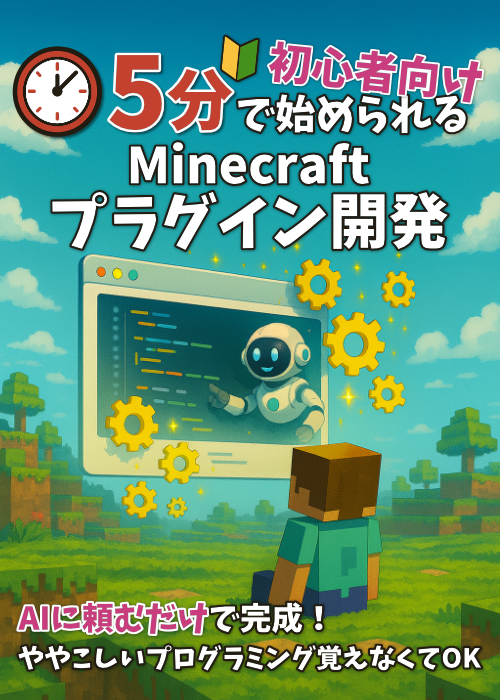 初心者向け
5分で始められる
Minecraft
プラグイン開発
AIに頼むだけで完成！
ややこしいプログラミング覚えなくてOK